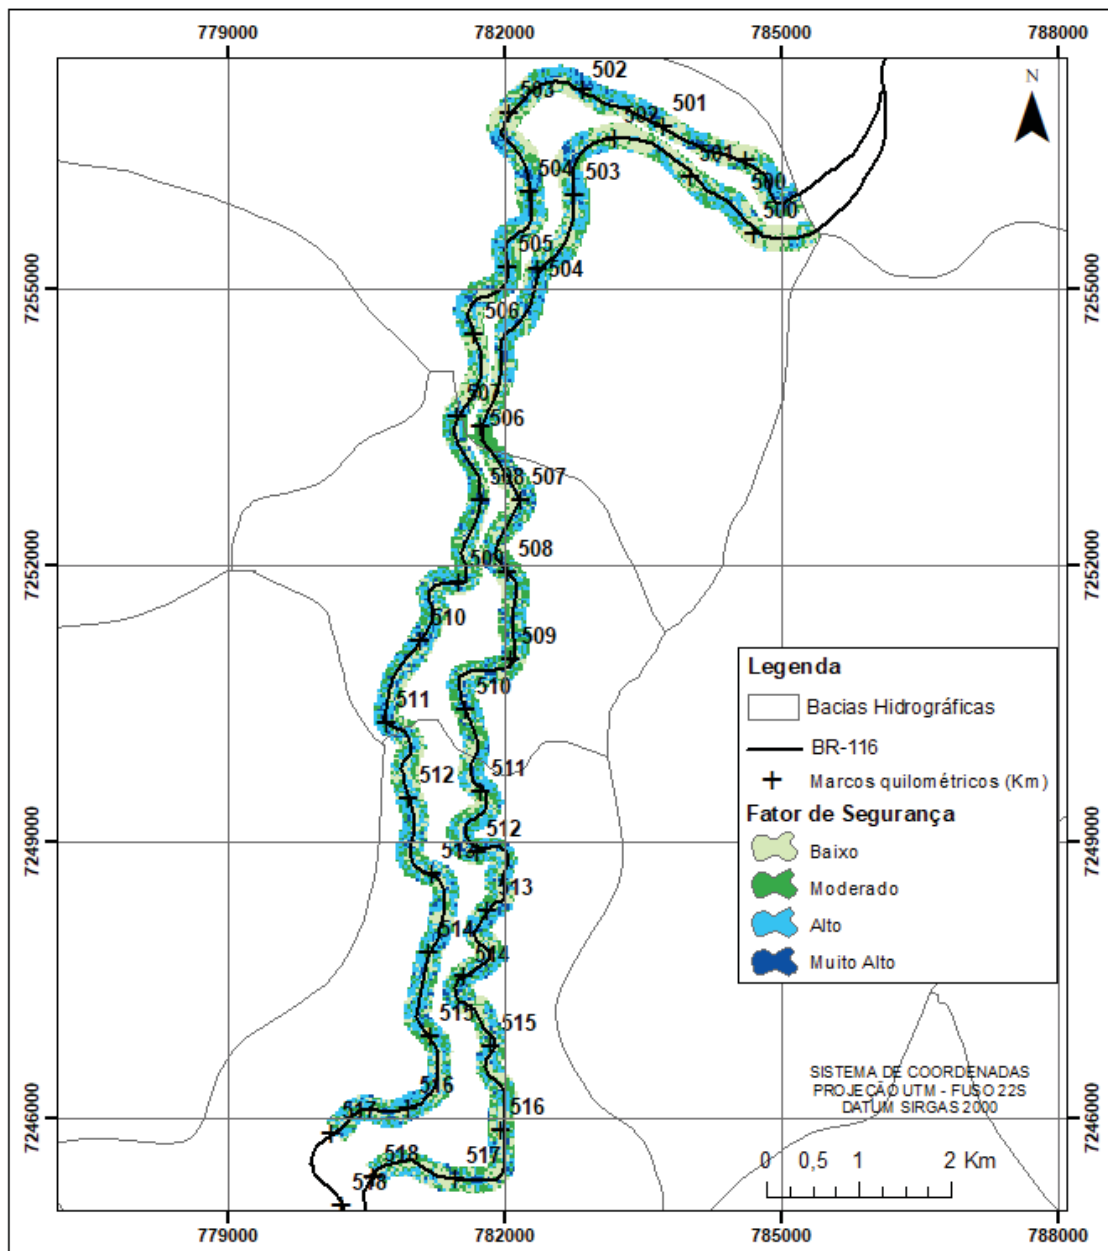 779000 782000 785000 788000
N
502
503
501
502
501
504
503
500
500
505
504
7255000 7255000
506
507
506
508 507
508
7252000 7252000
509
510
509
510
511
511
512
512
7249000 7249000
513
513
514
514
515
515
516
516
517
7246000 7246000
517
518
518
Legenda
Bacias Hidrográficas
BR-116
Marcos quilométricos (Km)
Fator de Segurança
Baixo
Moderado
Alto
Muito Alto
SISTEMA DE COORDENADAS
PROJEÇÃO UTM - FUSO 22S
DATUM SIRGAS 2000
0 0,5 1 2 Km
779000 782000 785000 788000